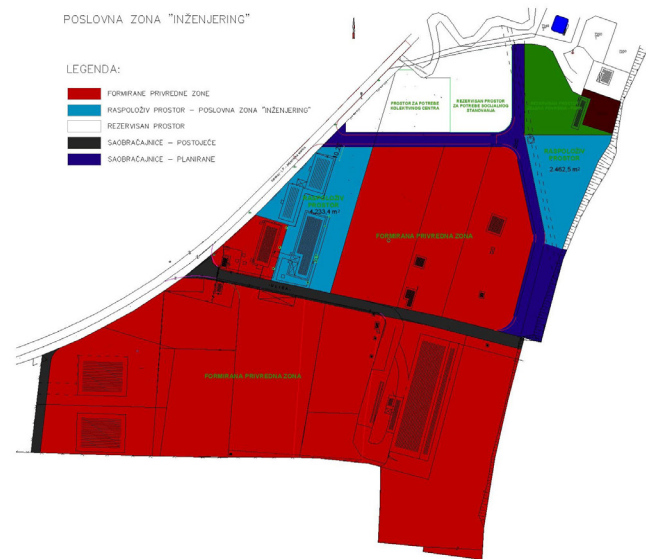 POSLOVNA ZONA "INŽENJERING"
LEGENDA:
FORMIRANE PRIVREDNE ZONE
RASPOLOŽIV PROSTOR - POSLOVNA ZONA "INŽENJERING"
REZERVISAN PROSTOR
SAOBRAĆAJNICE - POSTOJEĆE
SAOBRAĆAJNICE - PLANIRANE
PROSTOR ZA POTREBE
KOLEKTIVNOG CENTRA
REZERVISAN PROSTOR
ZA POTREBE SOCIJALNOG
STANOVANJA
PROSTOR
2.462,5 m²
PROSTOR
4.233,4 m²
FORMIRANA PRIVREDNA ZONA
FORMIRANA PRIVREDNA ZONA